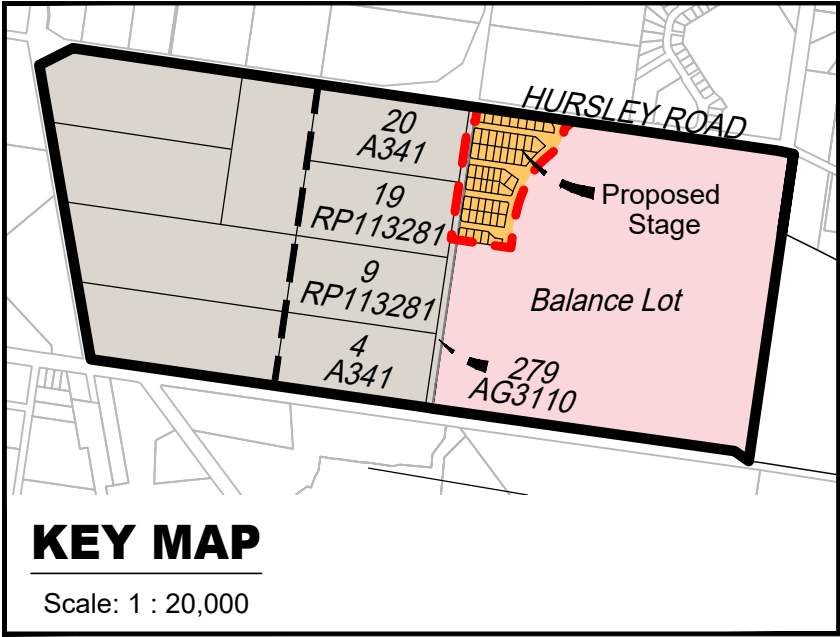 HURSLEY ROAD
20
A341
19
RP113281
9
RP113281
4
A341
Proposed
Stage
Balance Lot
279
AG3110
KEY MAP
Scale: 1 : 20,000